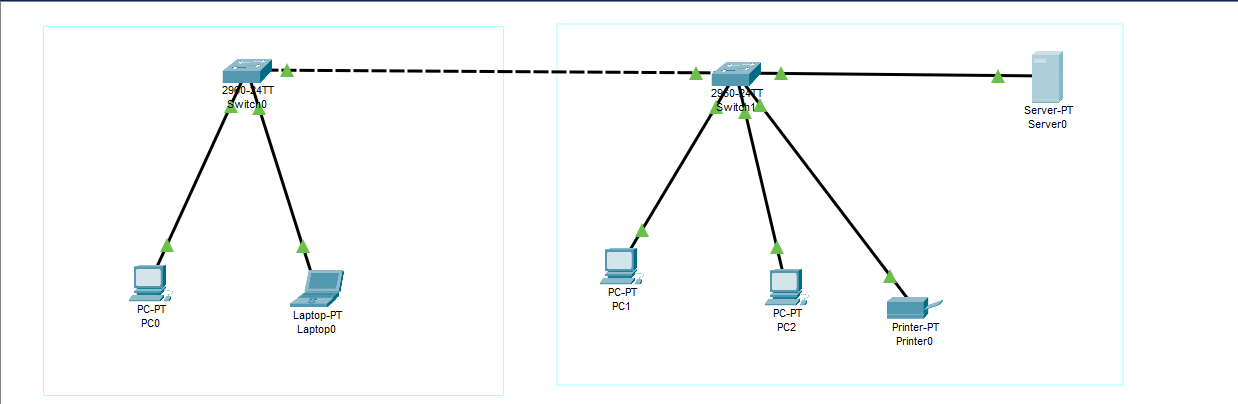 2960-24TT
Switch0
2960-24TT
Switch1
Server-PT
Server0
PC-PT
PC0
Laptop-PT
Laptop0
PC-PT
PC1
PC-PT
PC2
Printer-PT
Printer0